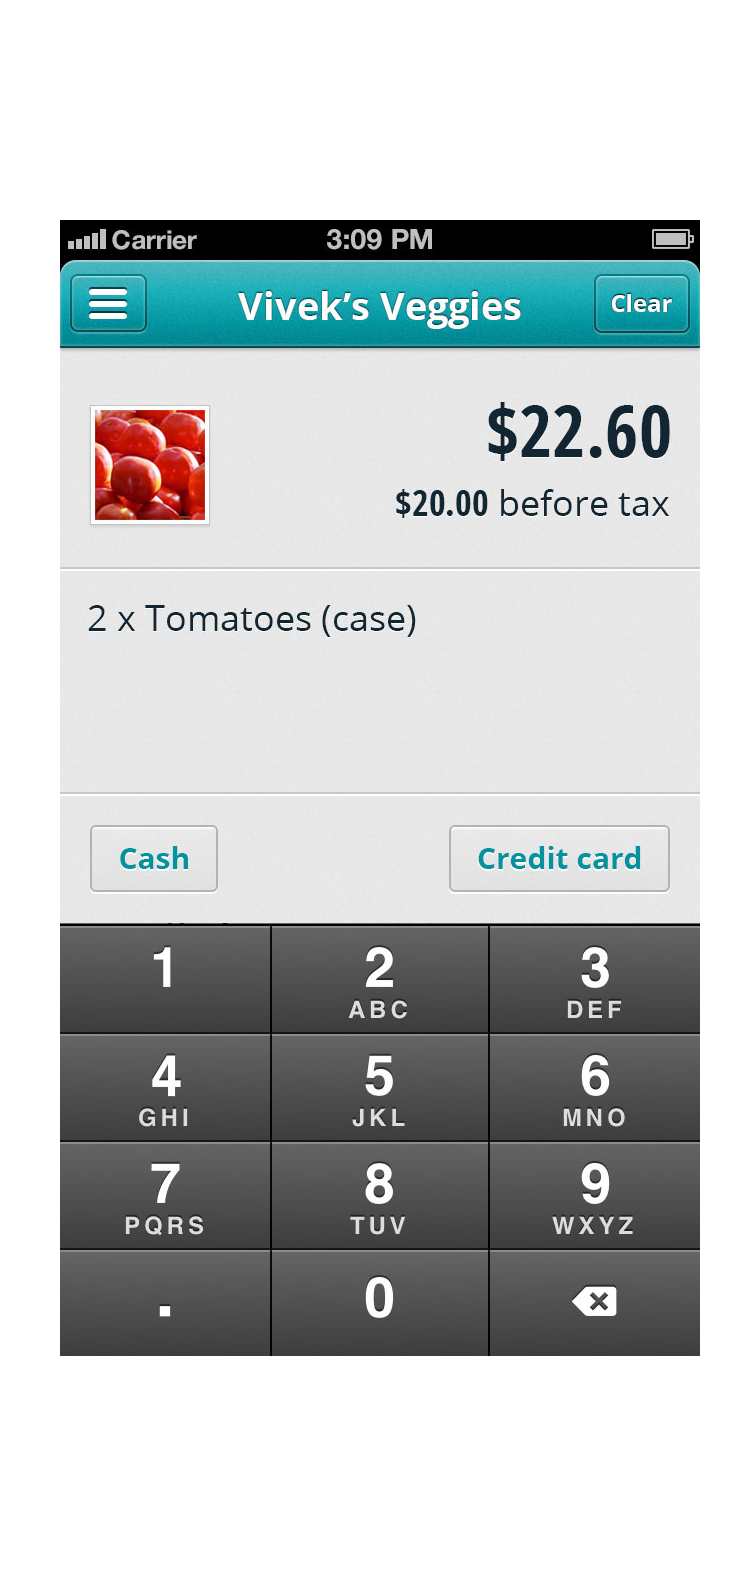 Carrier 3:09 PM
Vivek’s Veggies Clear
$22.60
$20.00 before tax
2 x Tomatoes (case)
Cash Credit card
1 2 3
ABC DEF
4 5 6
GHI JKL MNO
7 8 9
PQRS TUV WXYZ
. 0